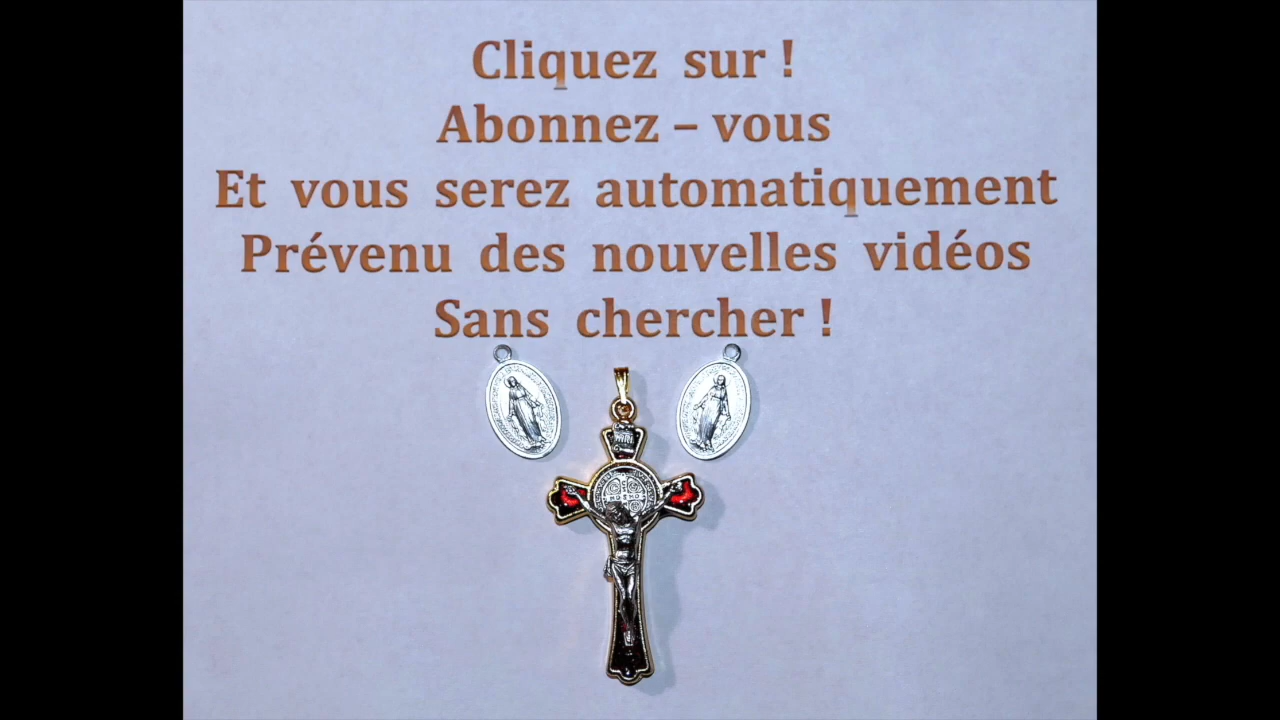 Cliquez sur !
Abonnez – vous
Et vous serez automatiquement
Prévenu des nouvelles vidéos
Sans chercher !